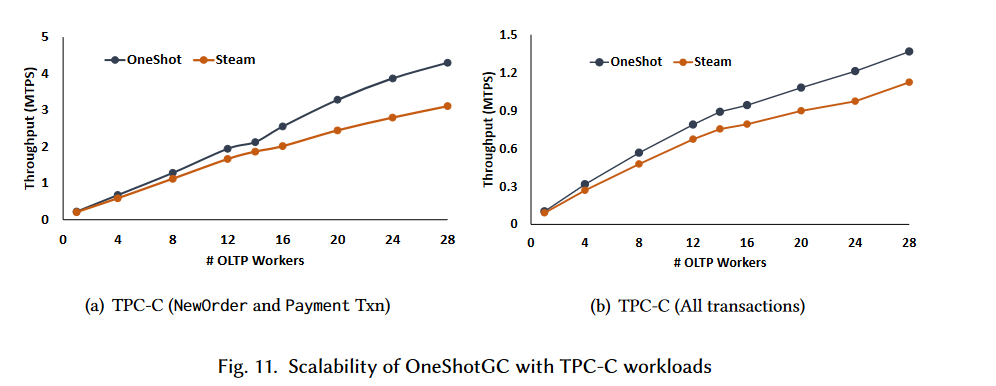 5
4
3
2
1
0
Throughput (MTPS)
OneShot Steam
0 4 8 12 16 20 24 28
# OLTP Workers
(a) TPC-C (NewOrder and Payment Txn)
1.5
1.2
0.9
0.6
0.3
0
Throughput (MTPS)
OneShot Steam
0 4 8 12 16 20 24 28
# OLTP Workers
(b) TPC-C (All transactions)
Fig. 11. Scalability of OneShotGC with TPC-C workloads